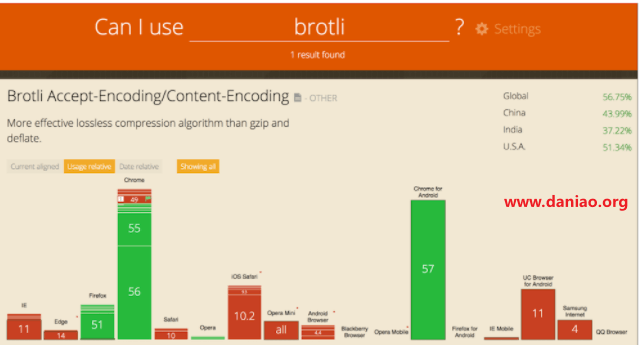 Can I use brotli ? Settings
1 result found
Brotli Accept-Encoding/Content-Encoding - OTHER
Global 56.75%
More effective lossless compression algorithm than gzip and
deflate.
China 43.99%
India 37.22%
U.S.A. 51.34%
Current aligned Usage relative Date relative Showing all
www.daniao.org
IE
11
Edge
14
Firefox
51
Chrome
49
55
56
Safari
10
Opera
iOS Safari
10.2
Opera Mini
all
Android
Browser
4.4
Blackberry
Browser
Opera Mobile
Chrome for
Android
57
Firefox for
Android
IE Mobile
UC Browser
for Android
11
Samsung
Internet
4
QQ Browser